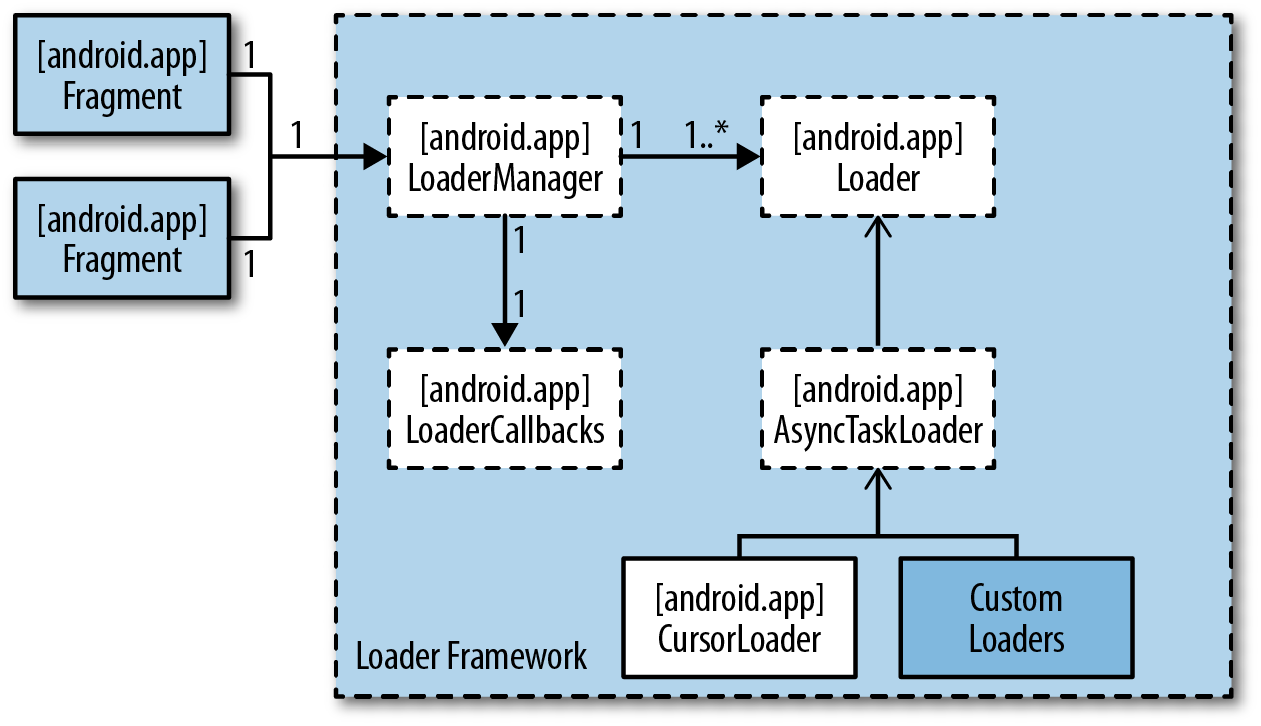 [android.app]
Fragment
1
1
[android.app]
Fragment
1
[android.app]
LoaderManager
1
1..*
[android.app]
Loader
1
1
[android.app]
LoaderCallbacks
[android.app]
AsyncTaskLoader
[android.app]
CursorLoader
Custom
Loaders
Loader Framework